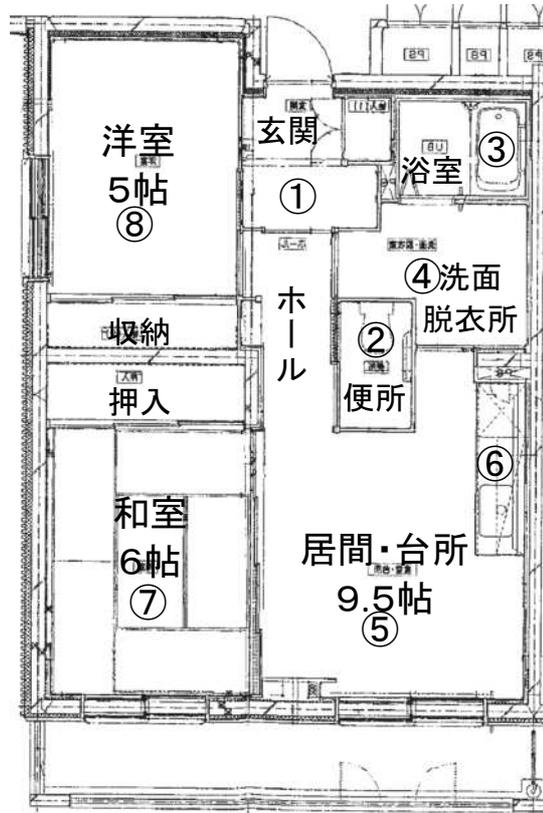 玄関
洋室
5帖
⑧
①
浴室
③
④洗面
脱衣所
ホール
②
便所
収納
押入
⑥
和室
6帖
⑦
居間・台所
9.5帖
⑤